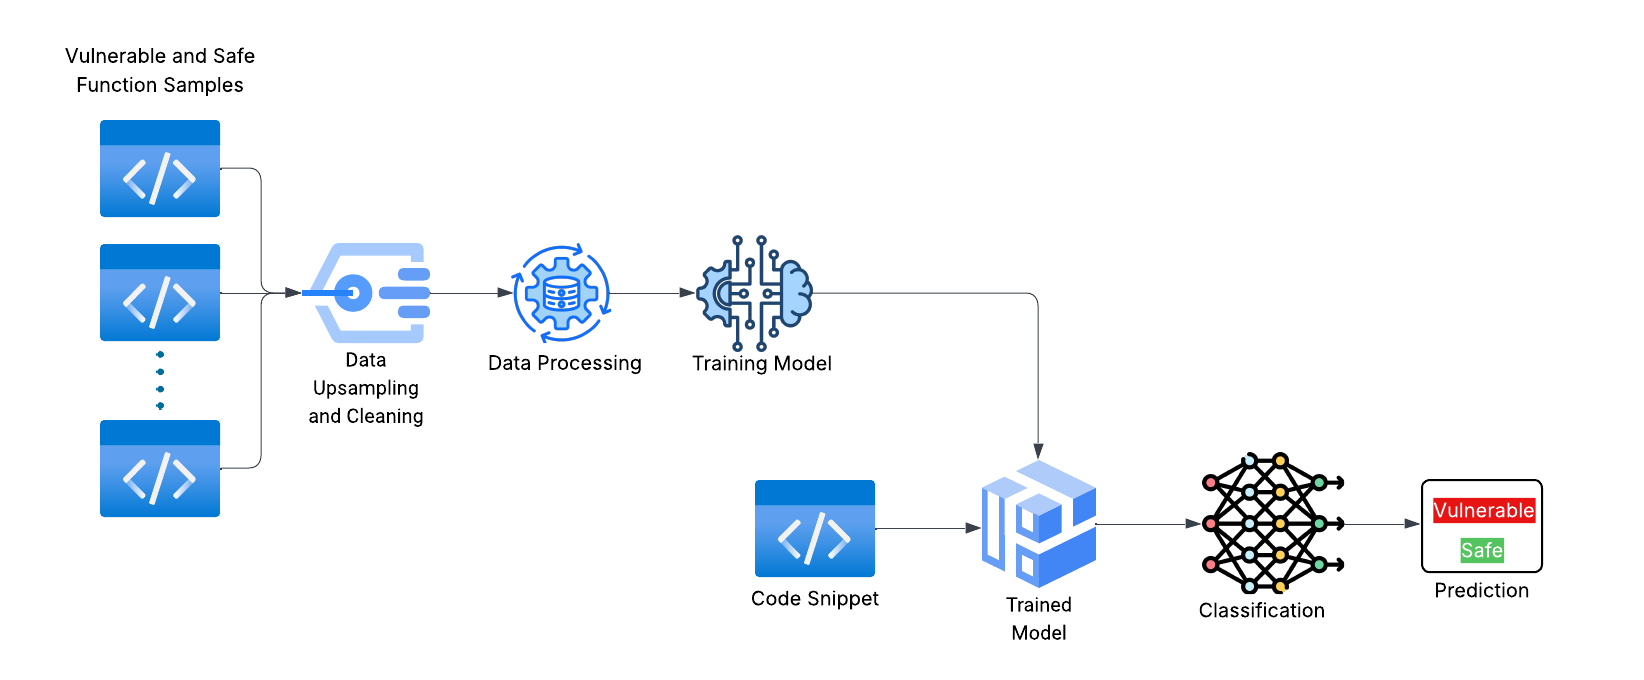 Vulnerable and Safe
Function Samples
Data
Upsampling
and Cleaning
Data Processing
Training Model
Code Snippet
Trained
Model
Classification
Vulnerable
Safe
Prediction